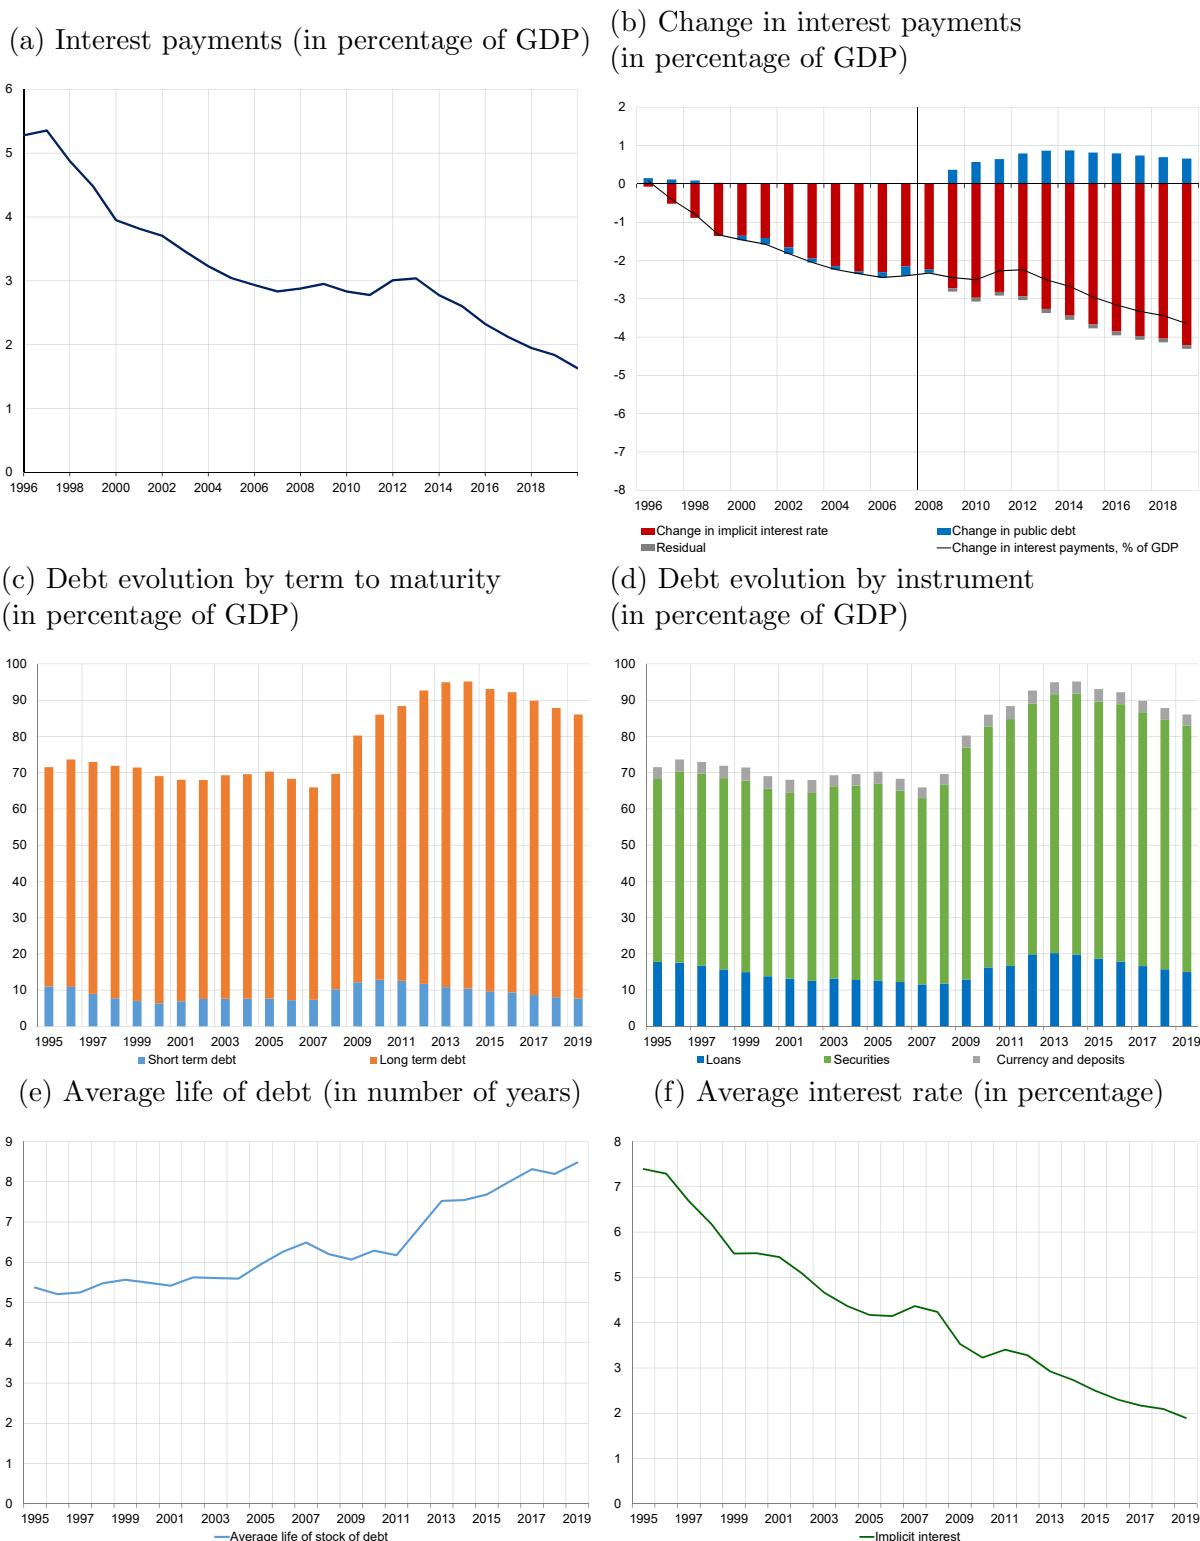 (a) Interest payments (in percentage of GDP)
6
5
4
3
2
1
0
1996 1998 2000 2002 2004 2006 2008 2010 2012 2014 2016 2018
(b) Change in interest payments
(in percentage of GDP)
2
1
0
-1
-2
-3
-4
-5
-6
-7
-8
1996 1998 2000 2002 2004 2006 2008 2010 2012 2014 2016 2018
Change in implicit interest rate Change in public debt
Residual Change in interest payments, % of GDP
(c) Debt evolution by term to maturity
(in percentage of GDP)
100
90
80
70
60
50
40
30
20
10
0
1995 1997 1999 2001 2003 2005 2007 2009 2011 2013 2015 2017 2019
Short term debt Long term debt
(d) Debt evolution by instrument
(in percentage of GDP)
100
90
80
70
60
50
40
30
20
10
0
1995 1997 1999 2001 2003 2005 2007 2009 2011 2013 2015 2017 2019
Loans Securities Currency and deposits
(e) Average life of debt (in number of years)
9
8
7
6
5
4
3
2
1
0
1995 1997 1999 2001 2003 2005 2007 2009 2011 2013 2015 2017 2019
Average life of stock of debt
(f) Average interest rate (in percentage)
8
7
6
5
4
3
2
1
0
1995 1997 1999 2001 2003 2005 2007 2009 2011 2013 2015 2017 2019
Implicit interest